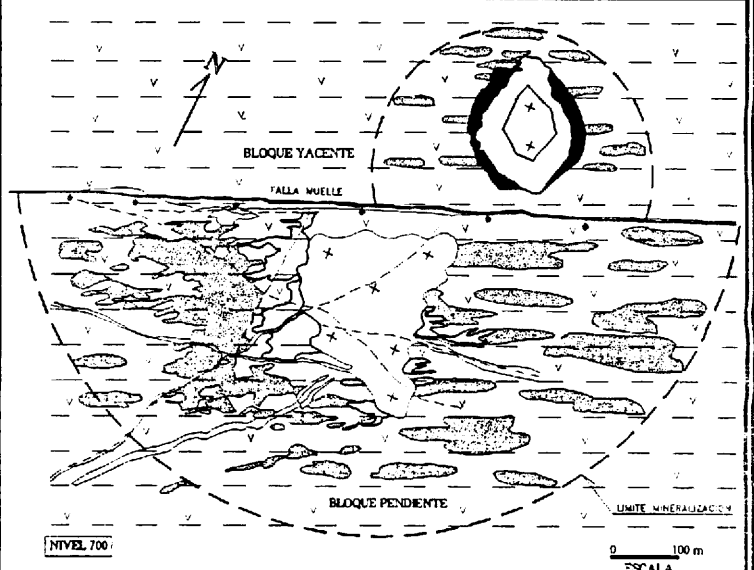 N
BLOQUE YACENTE
FALLA MUELLE
BLOQUE PENDIENTE
LIMITE MINERALIZACION
NIVEL 700
0 100 m
ESCALA